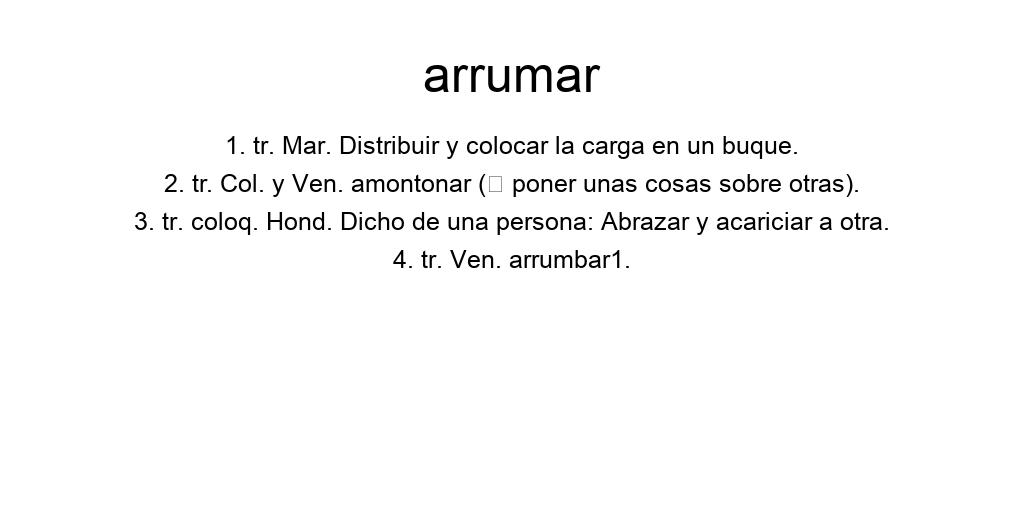 arrumar
1. tr. Mar. Distribuir y colocar la carga en un buque.
2. tr. Col. y Ven. amontonar (▯ poner unas cosas sobre otras).
3. tr. coloq. Hond. Dicho de una persona: Abrazar y acariciar a otra.
4. tr. Ven. arrumbar1.